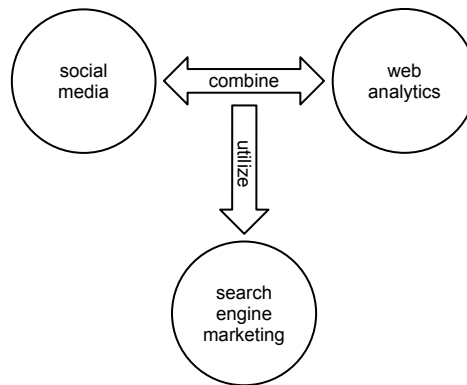 social
media
combine
web
analytics
utilize
search
engine
marketing